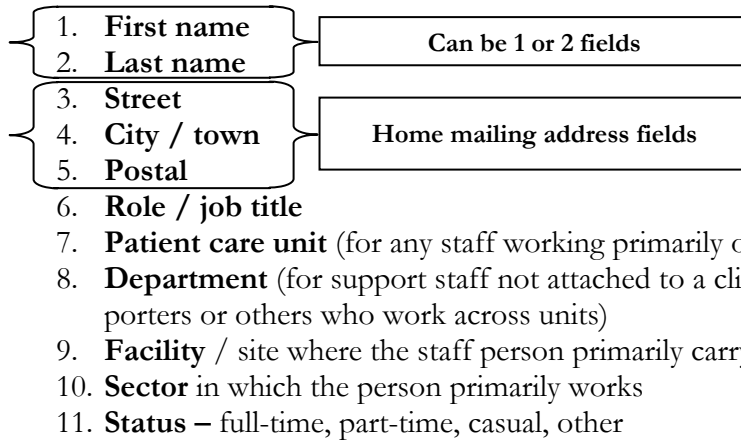 1. First name
2. Last name
Can be 1 or 2 fields
3. Street
4. City / town
5. Postal
Home mailing address fields
6. Role / job title
7. Patient care unit (for any staff working primarily
8. Department (for support staff not attached to a
porters or others who work across units)
9. Facility / site where the staff person primarily
10. Sector in which the person primarily works
11. Status – full-time, part-time, casual, other